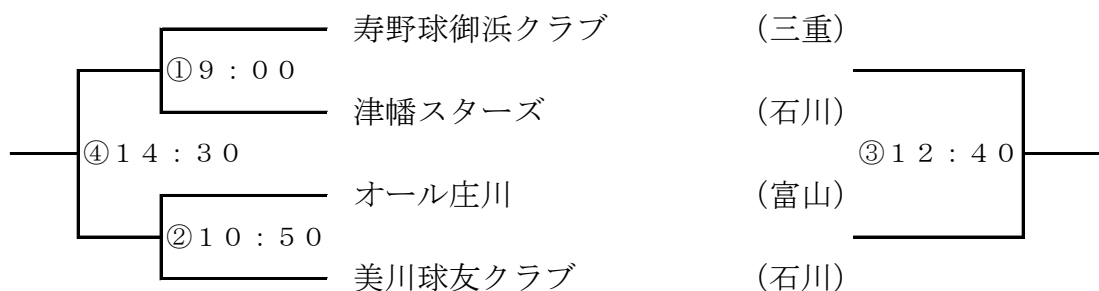 寿野球御浜クラブ （三重）
①９：００
津幡スターズ （石川）
④１４：３０ ③１２：４０
オール庄川 （富山）
②１０：５０
美川球友クラブ （石川）